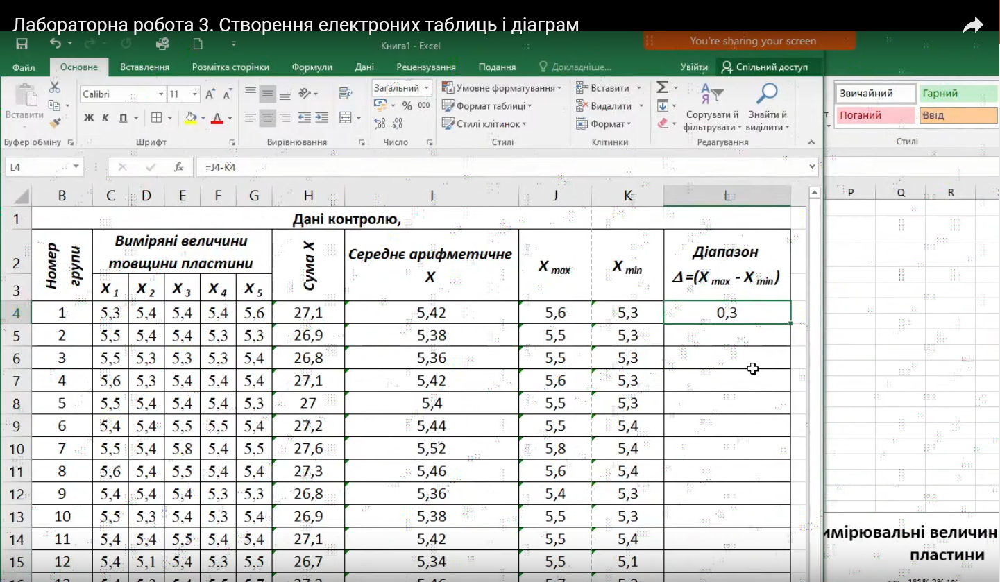 Лабораторна робота 3. Створення електроних таблиць і діаграм
Книга1 - Excel
You're sharing your screen
Файл Основне Вставлення Розмітка сторінки Формули Дані Рецензування Подання Докладніше... Увійти Спільний доступ
Вставити
Calibri 11
Ж К П
Загальний
% 000
Умовне форматування
Формат таблиці
Стилі клітинок
Вставити
Видалити
Формат
Сортувати й фільтрувати
Знайти й виділити
Звичайний Гарний
Поганий Ввід
Буфер обміну Шрифт Вирівнювання Число Стилі Клітинки Редагування Стилі
L4 fx =J4-K4
B C D E F G H I J K L P Q R
1 Дані контролю,
2 Номер групи Виміряні величини товщини пластини Сума X Середнє арифметичне X X max X min Діапазон Δ=(X max - X min)
3 X 1 X 2 X 3 X 4 X 5
4 1 5,3 5,4 5,4 5,4 5,6 27,1 5,42 5,6 5,3 0,3
5 2 5,5 5,4 5,4 5,3 5,3 26,9 5,38 5,5 5,3
6 3 5,5 5,3 5,3 5,3 5,4 26,8 5,36 5,5 5,3
7 4 5,6 5,3 5,4 5,4 5,4 27,1 5,42 5,6 5,3
8 5 5,5 5,4 5,4 5,4 5,3 27 5,4 5,5 5,3
9 6 5,4 5,4 5,5 5,5 5,4 27,2 5,44 5,5 5,4
10 7 5,5 5,4 5,8 5,4 5,5 27,6 5,52 5,8 5,4
11 8 5,6 5,4 5,5 5,4 5,4 27,3 5,46 5,6 5,4
12 9 5,4 5,4 5,4 5,3 5,3 26,8 5,36 5,4 5,3
13 10 5,5 5,3 5,4 5,3 5,4 26,9 5,38 5,5 5,3
14 11 5,4 5,4 5,5 5,4 5,4 27,1 5,42 5,5 5,4
15 12 5,4 5,1 5,4 5,3 5,5 26,7 5,34 5,5 5,1
имірювальні величин
пластини